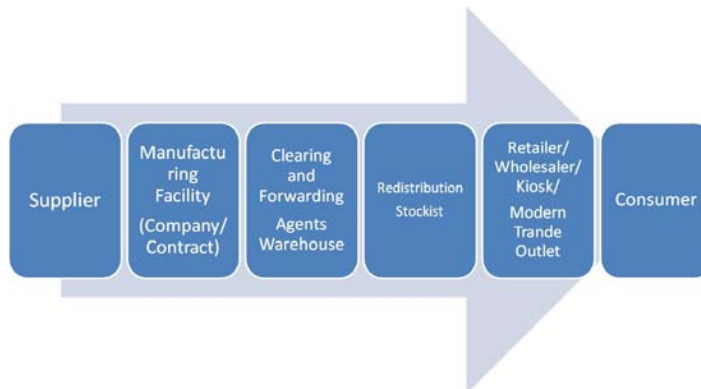 Supplier
Manufactu
ring
Facility
(Company/
Contract)
Clearing
and
Forwarding
Agents
Warehouse
Redistribution
Stockist
Retailer/
Wholesaler/
Kiosk/
Modern
Trande
Outlet
Consumer